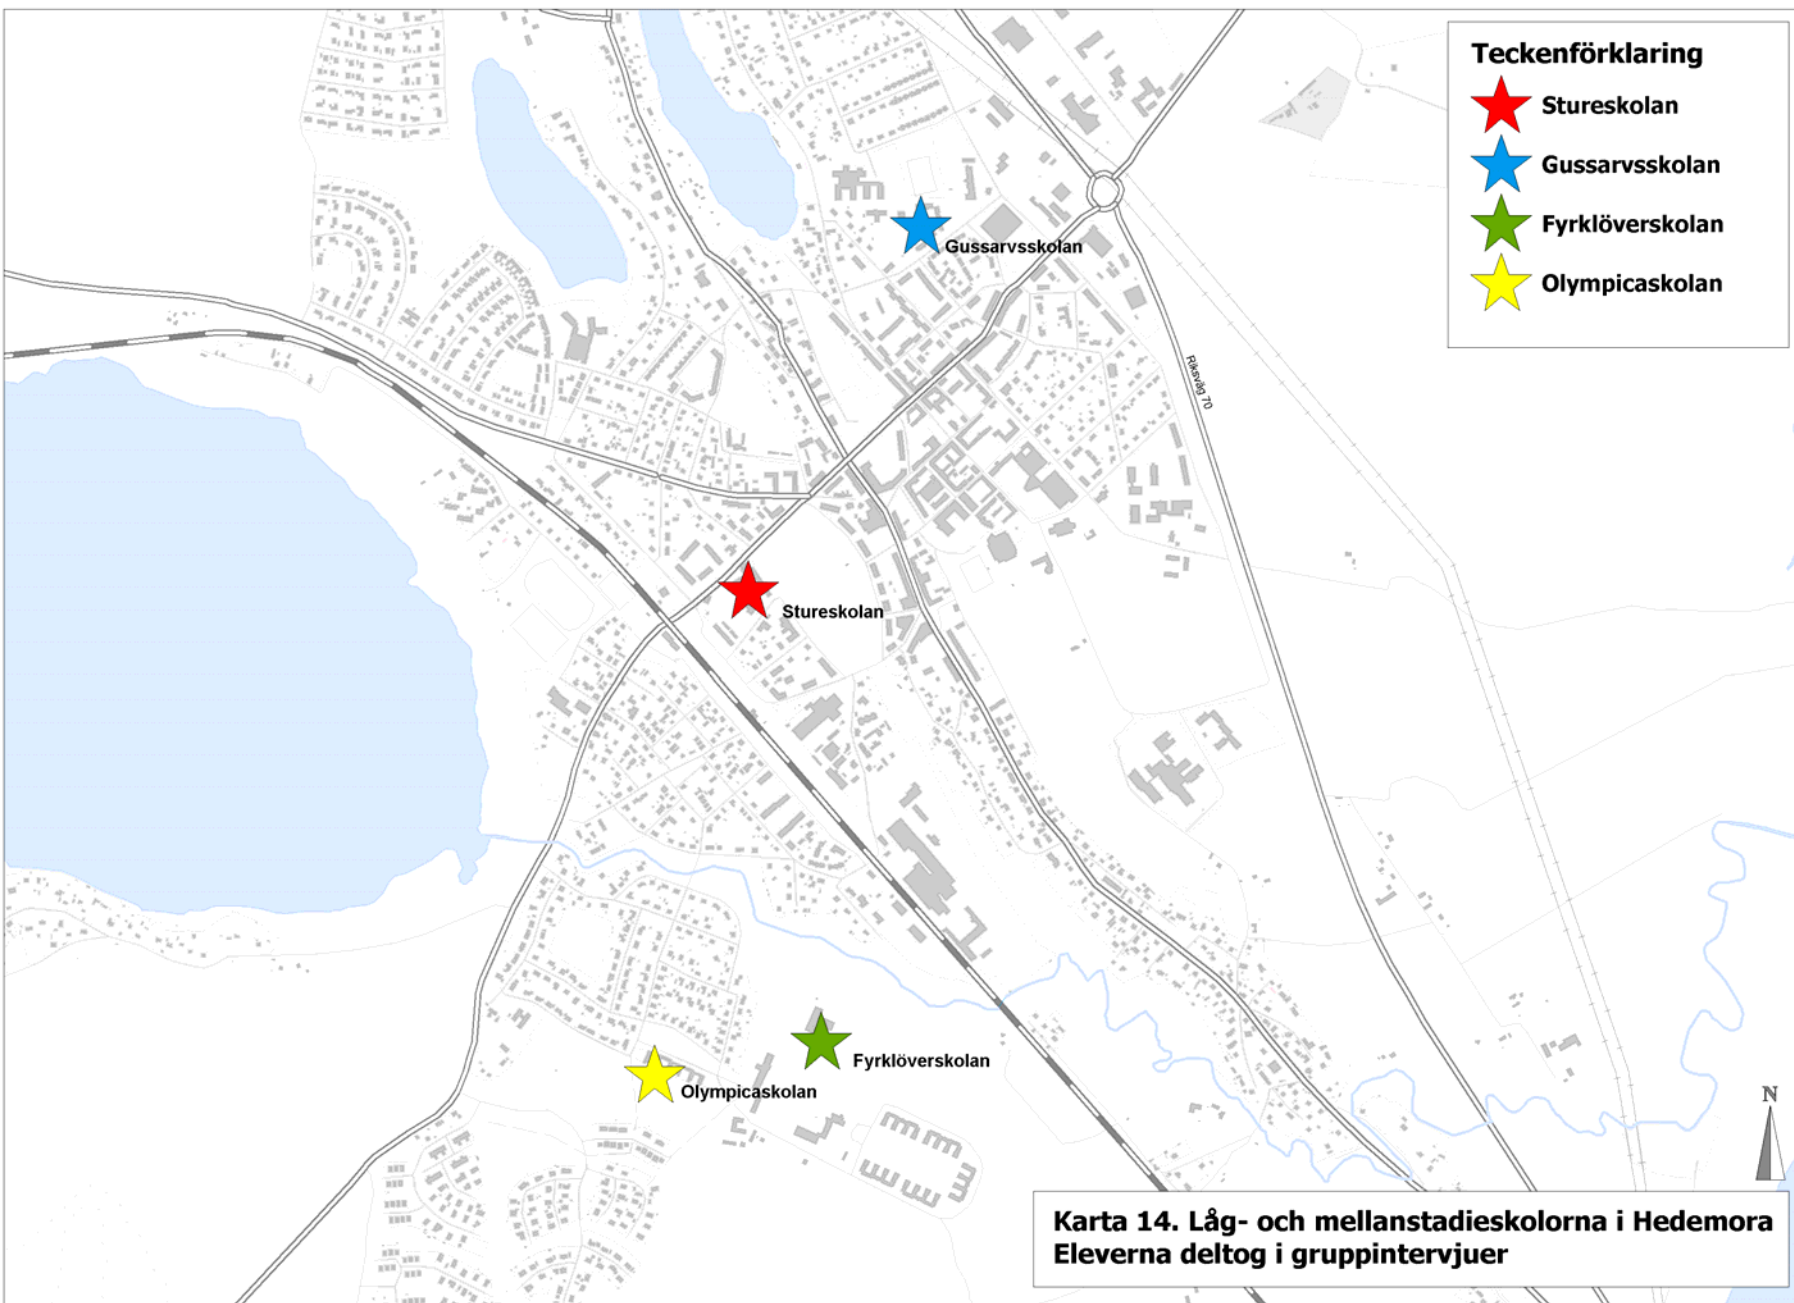 Teckenförklaring
Stureskolan
Gussarvsskolan
Fyrklöverskolan
Olympicaskolan
Gussarvsskolan
Riksväg 70
Stureskolan
Fyrklöverskolan
Olympicaskolan
N
Karta 14. Låg- och mellanstadieskolorna i Hedemora
Eleverna deltog i gruppintervjuer